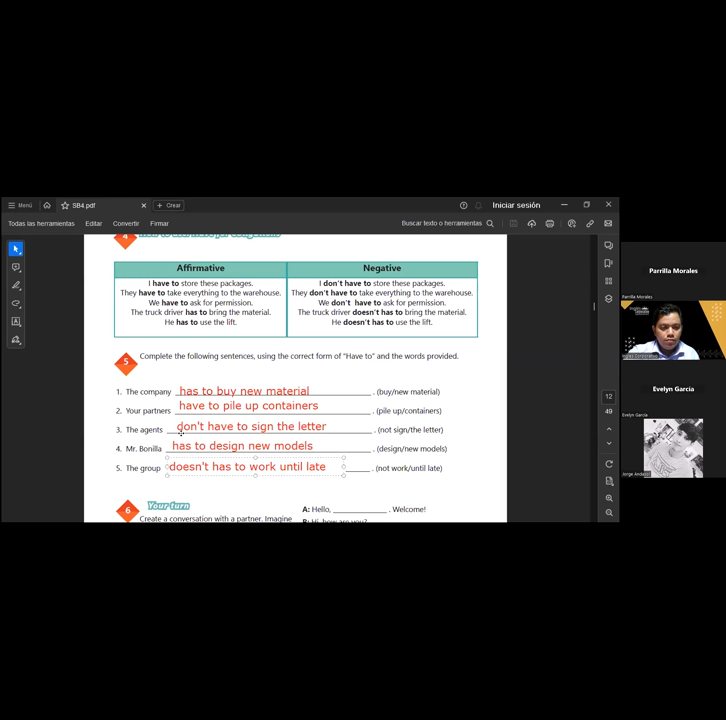 Menú
SB4.pdf
+ Crear
Iniciar sesión
Todas las herramientas Editar Convertir Firmar
Buscar texto o herramientas
4
Affirmative Negative
I have to store these packages. I don't have to store these packages.
They have to take everything to the warehouse. They don't have to take everything to the warehouse.
We have to ask for permission. We don't have to ask for permission.
The truck driver has to bring the material. The truck driver doesn't has to bring the material.
He has to use the lift. He doesn't has to use the lift.
5 Complete the following sentences, using the correct form of “Have to” and the words provided.
1. The company has to buy new material. (buy/new material)
2. Your partners have to pile up containers. (pile up/containers)
3. The agents don't have to sign the letter. (not sign/the letter)
4. Mr. Bonilla has to design new models. (design/new models)
5. The group doesn't has to work until late. (not work/until late)
6 Your turn
Create a conversation with a partner. Imagine
A: Hello, ______________ . Welcome!
B: Hi, how are you?
12
49
Parrilla Morales
Parrilla Morales
Inglés Corporativo
Evelyn Garcia
Evelyn Garcia